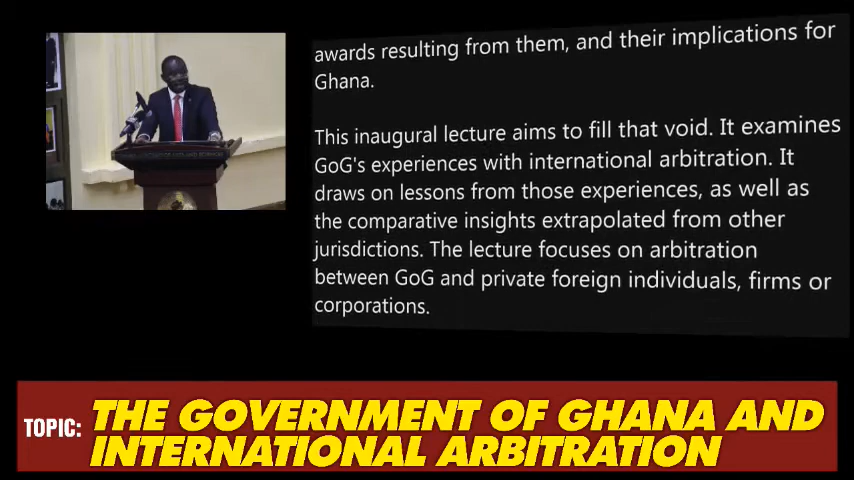 awards resulting from them, and their implications for
Ghana.
This inaugural lecture aims to fill that void. It examines
GoG's experiences with international arbitration. It
draws on lessons from those experiences, as well as
the comparative insights extrapolated from other
jurisdictions. The lecture focuses on arbitration
between GoG and private foreign individuals, firms or
corporations.
TOPIC: THE GOVERNMENT OF GHANA AND
INTERNATIONAL ARBITRATION